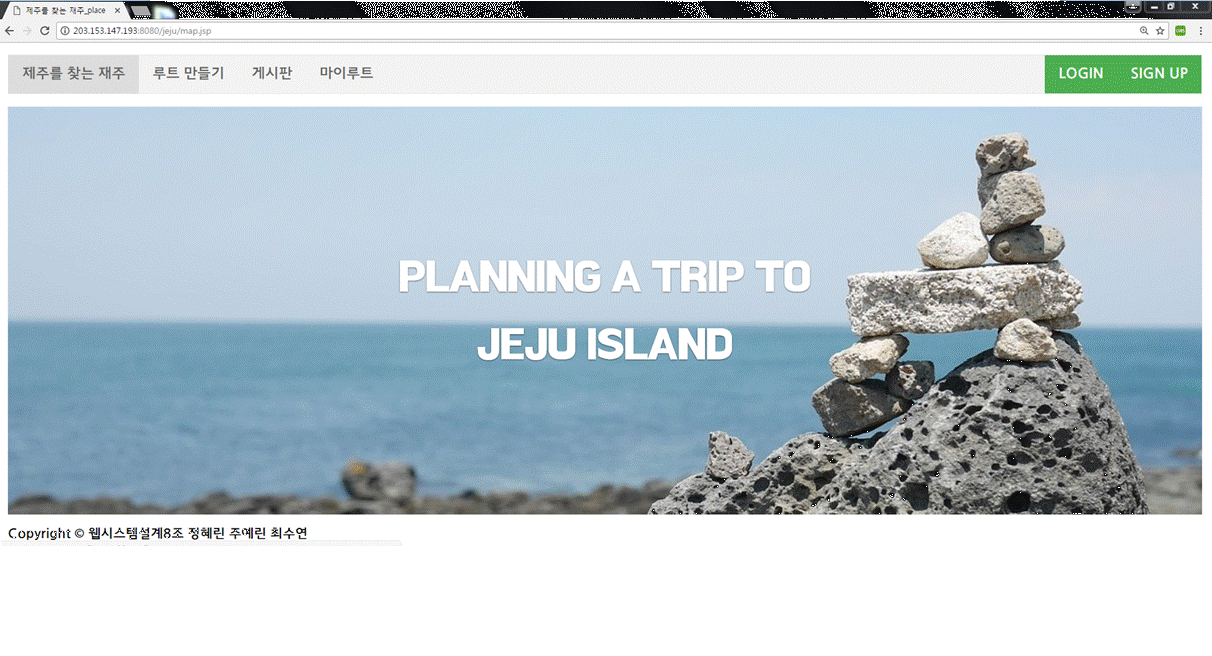 제주를 찾는 재주_place
203.153.147.193:8080/jeju/map.jsp
제주를 찾는 재주 루트 만들기 게시판 마이루트 LOGIN SIGN UP
PLANNING A TRIP TO
JEJU ISLAND
Copyright © 웹시스템설계8조 정혜린 주예린 최수연